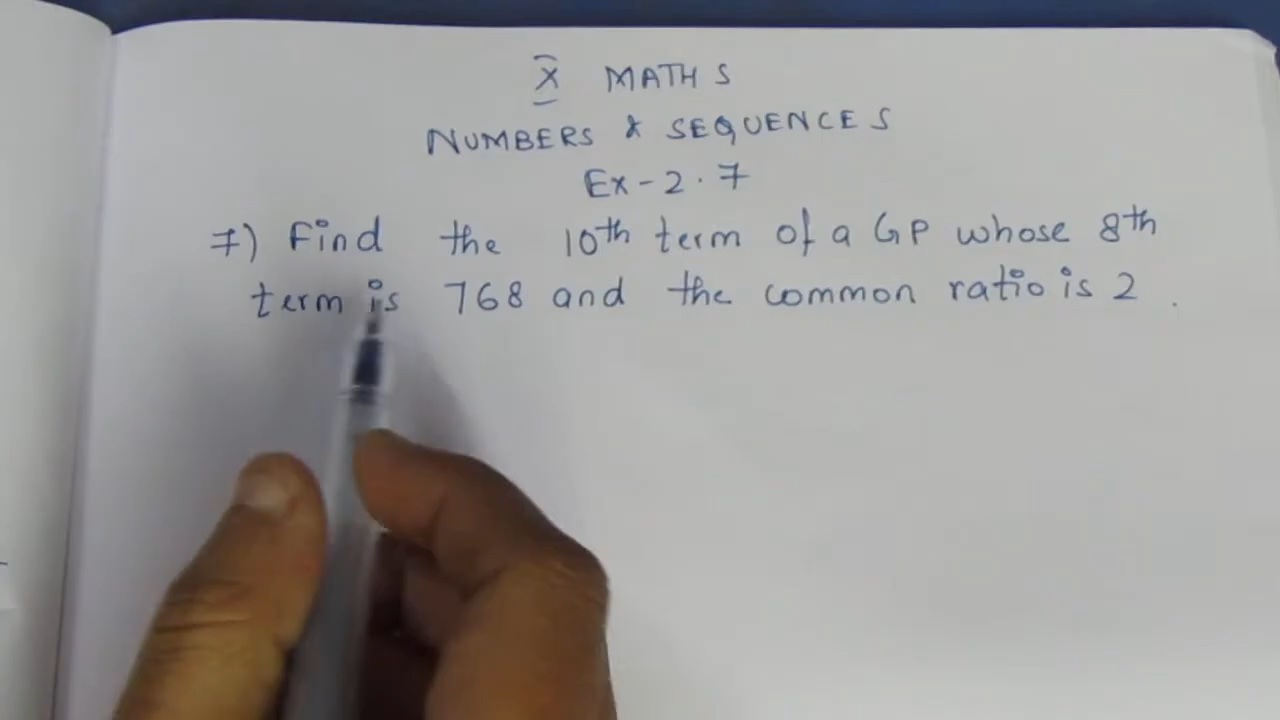 X MATHS
NUMBERS & SEQUENCES
Ex-2.7
7) Find the 10th term of a GP whose 8th
term is 768 and the common ratio is 2.